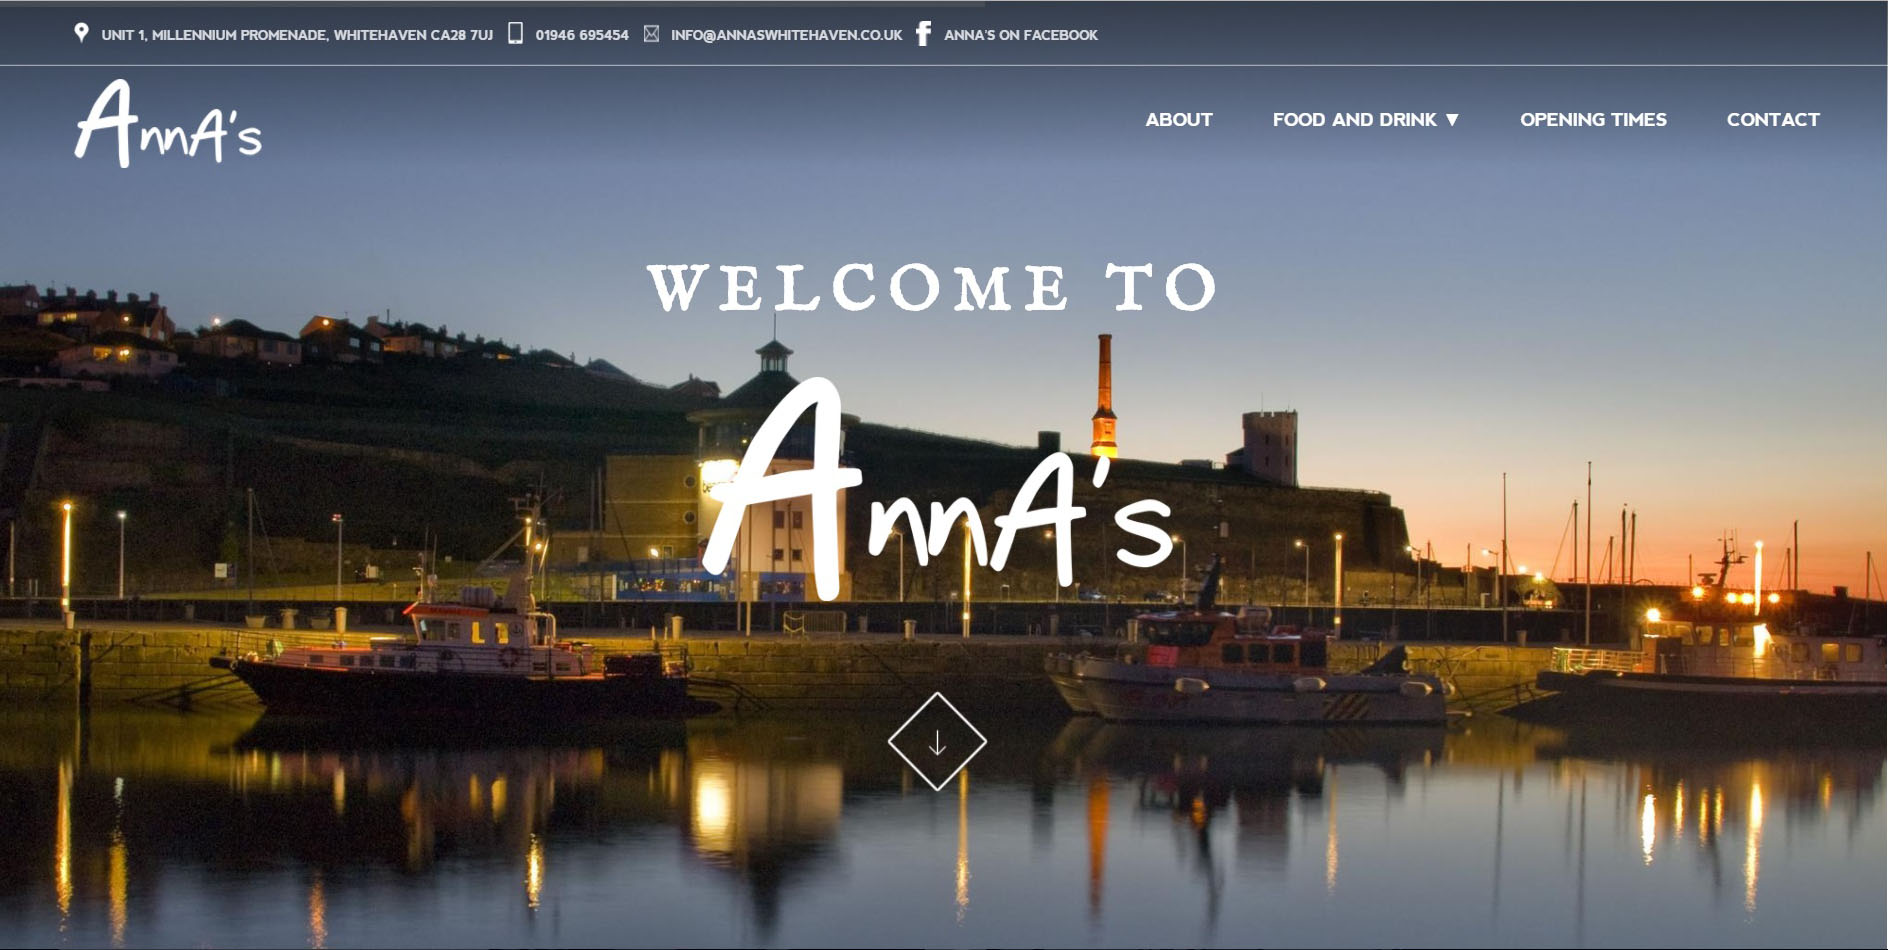 UNIT 1, MILLENNIUM PROMENADE, WHITEHAVEN CA28 7UJ 01946 695454 INFO@ANNASWHITEHAVEN.CO.UK ANNA'S ON FACEBOOK
AnnA's
ABOUT FOOD AND DRINK ▼ OPENING TIMES CONTACT
WELCOME TO
AnnA's